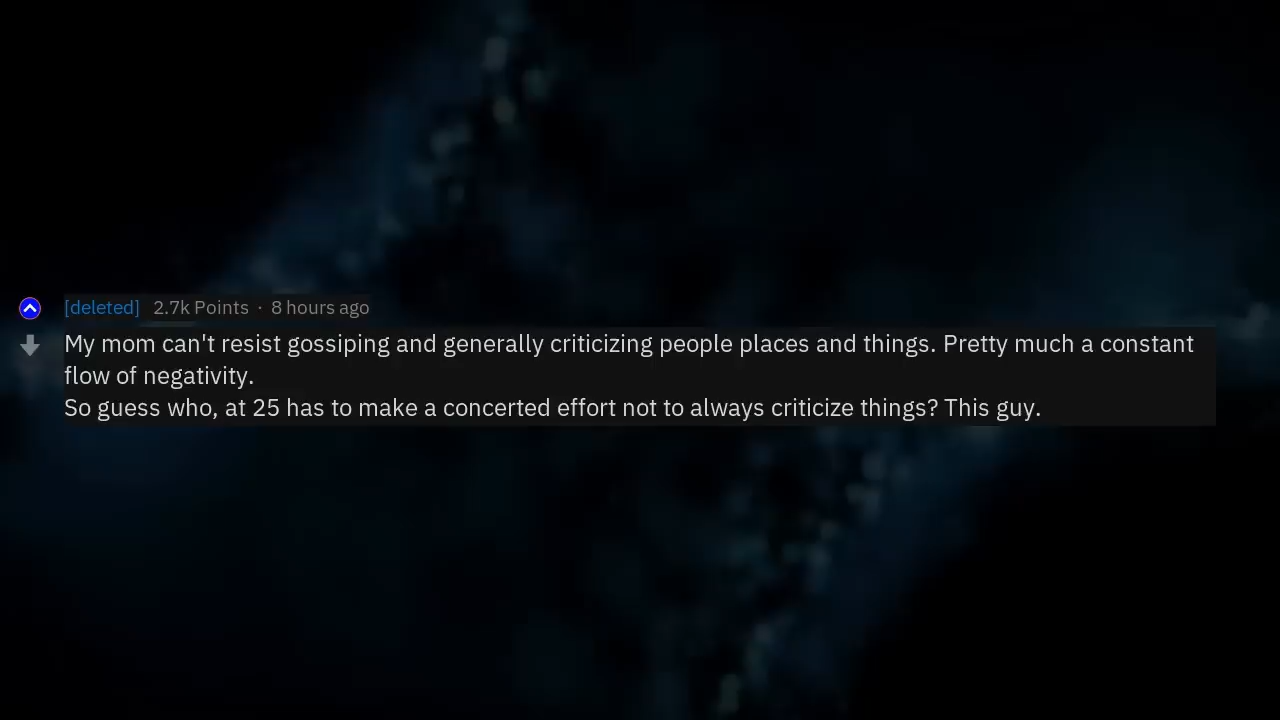 [deleted] 2.7k Points · 8 hours ago
My mom can't resist gossiping and generally criticizing people places and things. Pretty much a constant
flow of negativity.
So guess who, at 25 has to make a concerted effort not to always criticize things? This guy.